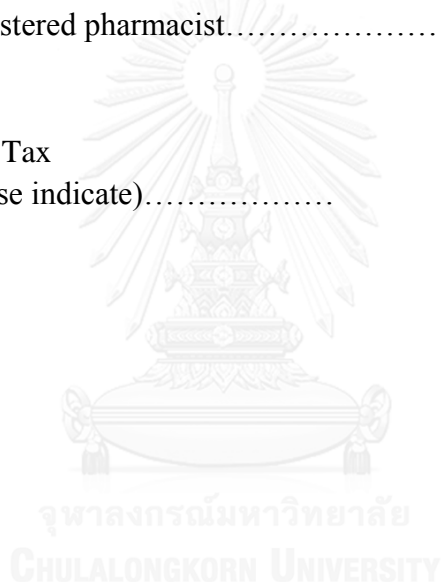 stered pharmacist………………….
Tax
se indicate)………………
จุฬาลงกรณ์มหาวิทยาลัย
CHULALONGKORN UNIVERSITY